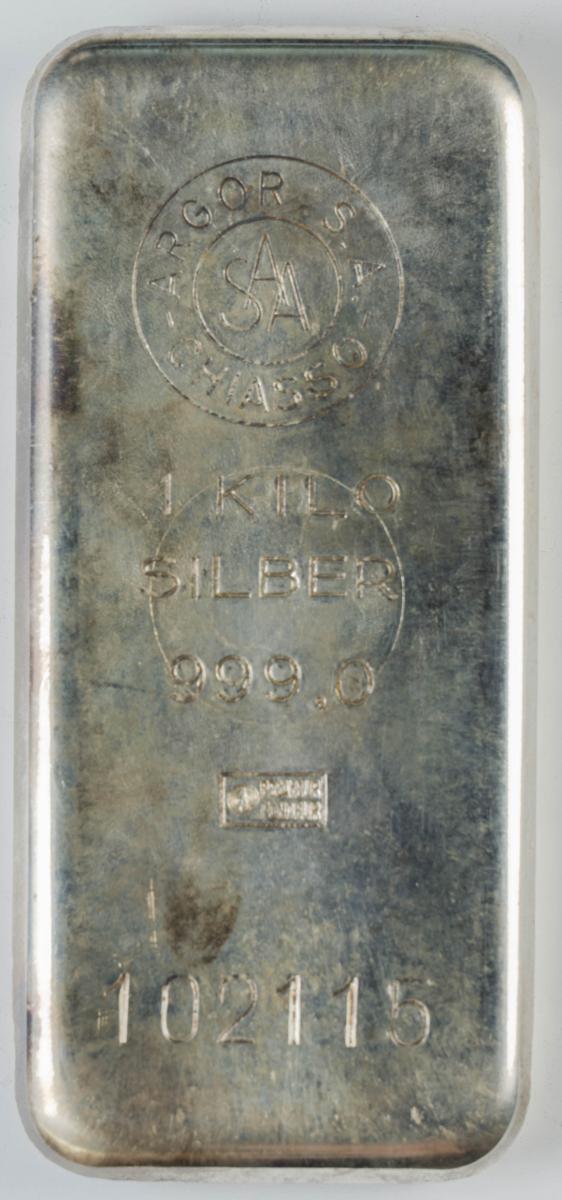 ARGOR S.A.
CHIASSO
SAA
1 KILO
SILBER
999,0
102115